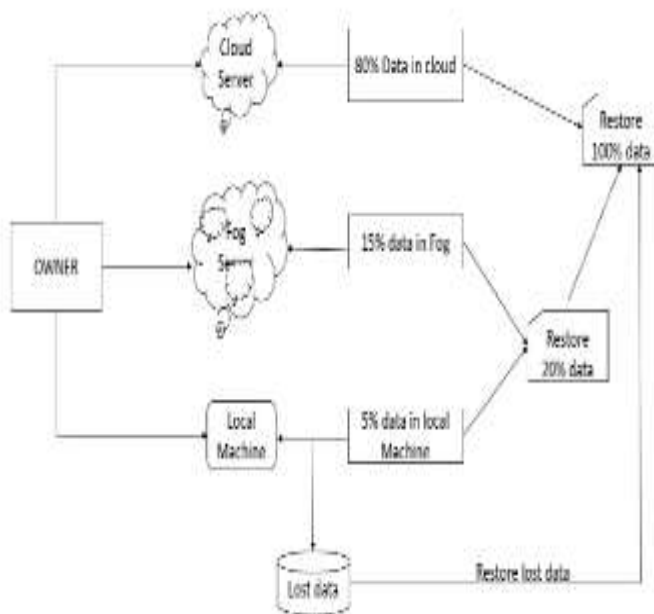 Cloud
Server
80% Data in cloud
Restore
100% data
OWNER
Fog
Se
15% data in Fog
Restore
20% data
Local
Machine
5% data in local
Machine
Lost data
Restore lost data